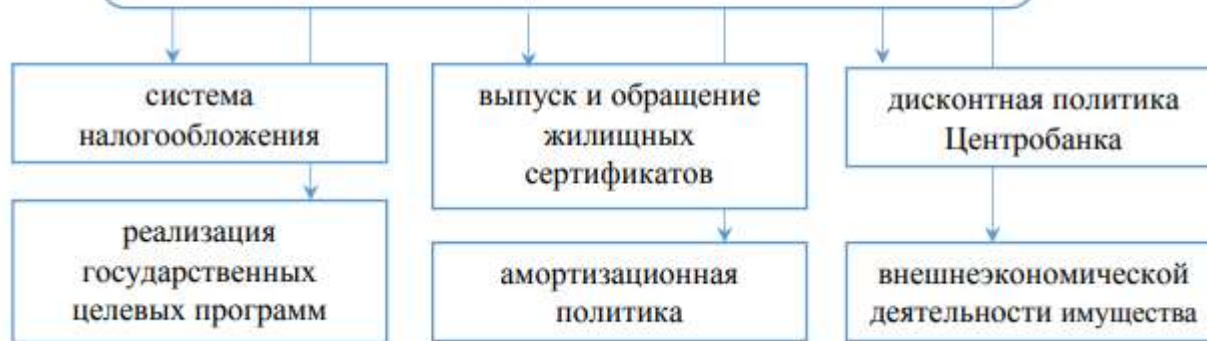 система
налогообложения
выпуск и обращение
жилищных
сертификатов
дисконтная политика
Центробанка
реализация
государственных
целевых программ
амортизационная
политика
внешнеэкономической
деятельности имущества